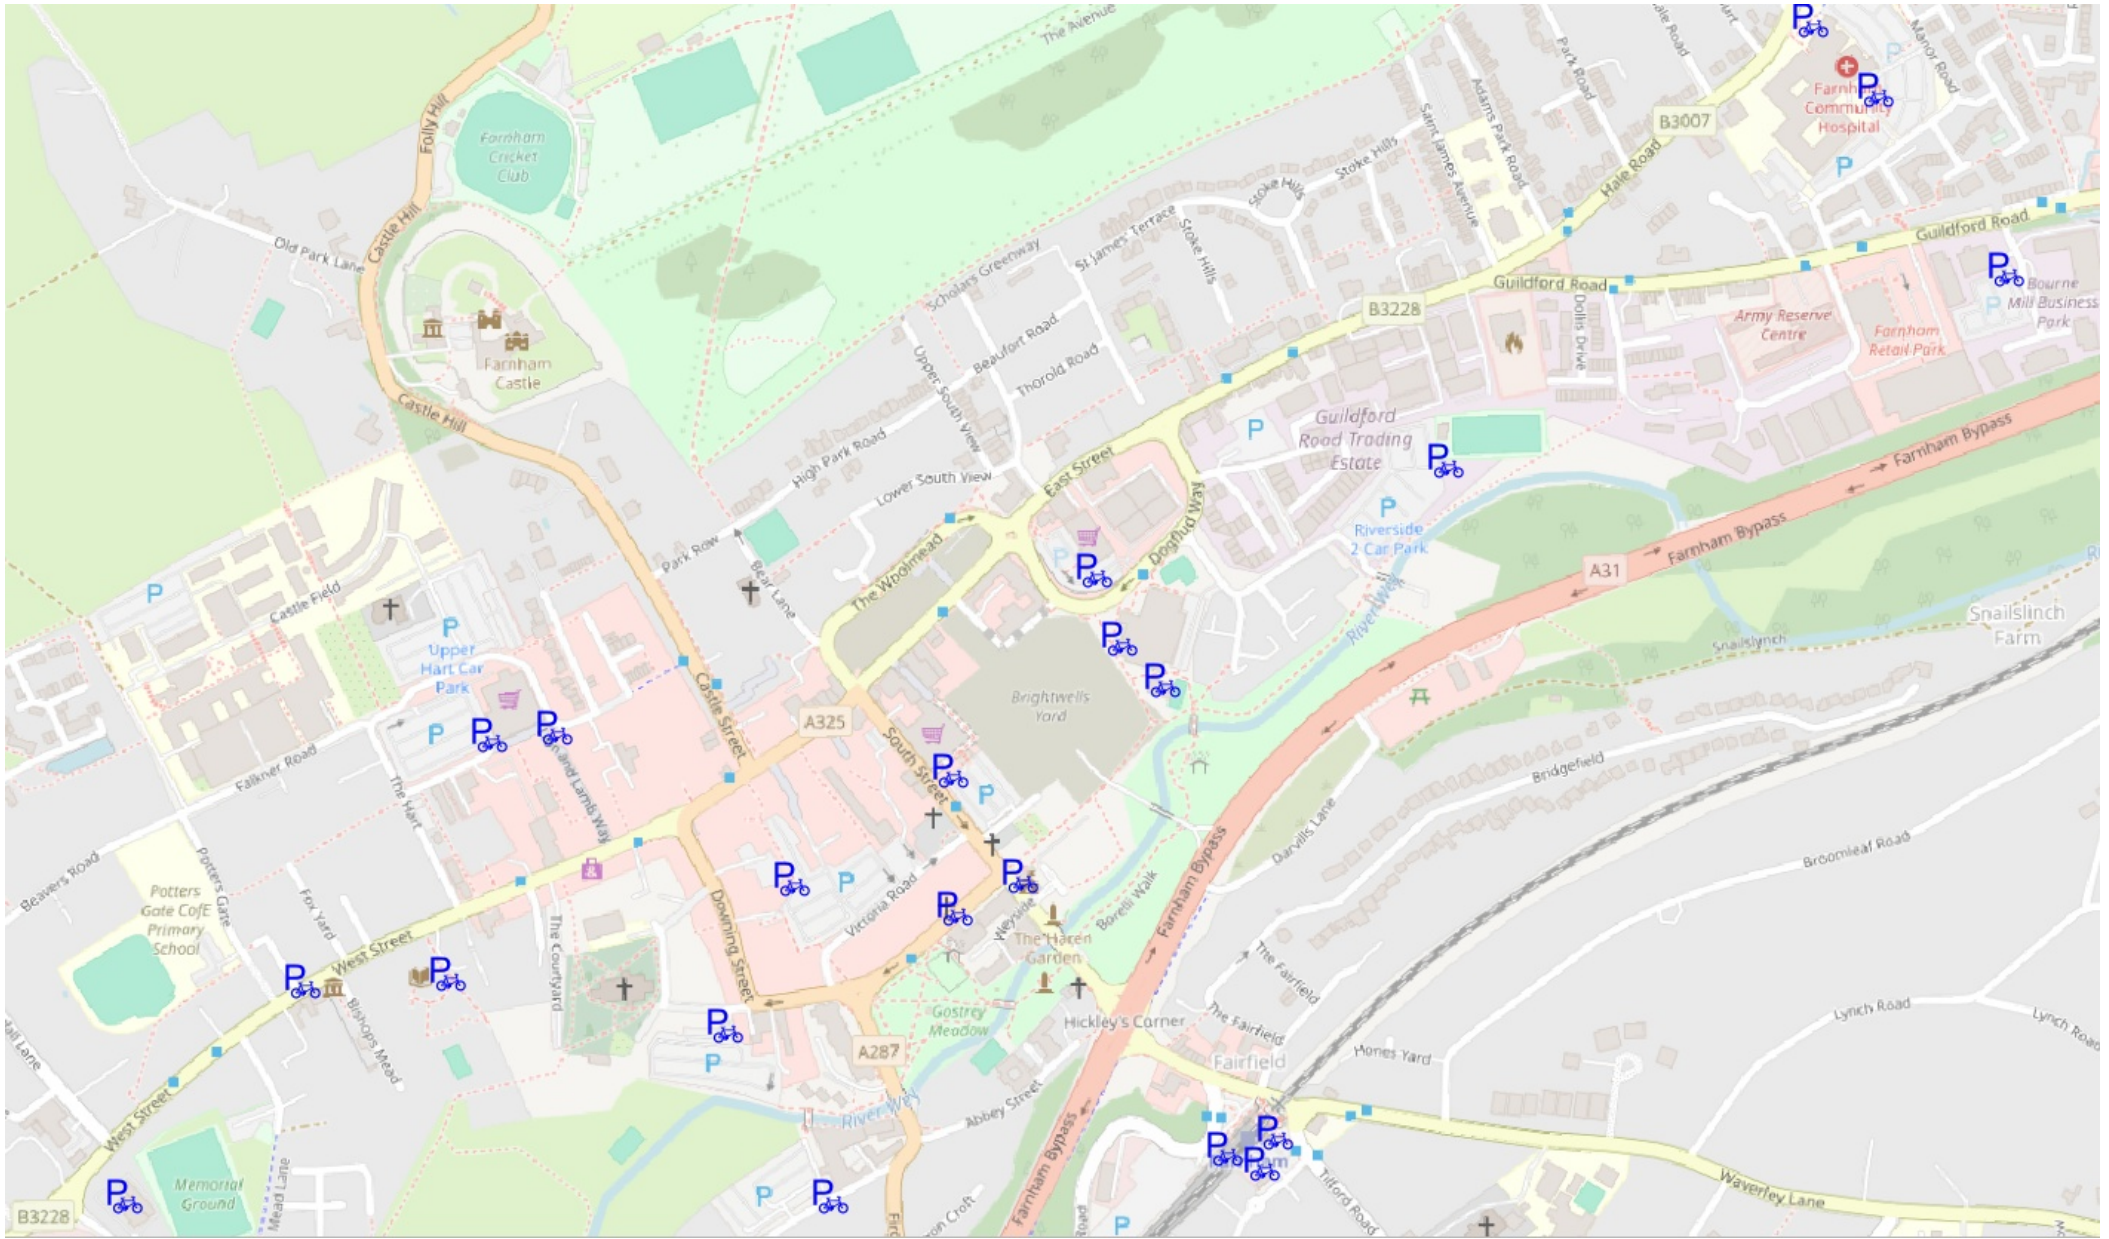 The Avenue
Hale Road
Park Road
Manor Road
Farnham
Community
Hospital
P
P
P
P
Folly Hill
Farnham
Cricket
Club
Adams Park Road
Saint James Avenue
B3007
Hale Road
Stoke Hills
Stoke Hills
Castle Hill
Old Park Lane
St James' Terrace
Stoke Hills
Scholars Greenway
Guildford Road
Guildford Road
P
P
Bourne
Mill Business
Park
B3228
Dollis Drive
Army Reserve
Centre
Farnham
Retail Park
Farnham
Castle
Beaufort Road
Thorold Road
Upper South View
Castle Hill
High Park Road
Lower South View
East Street
P
Guildford
Road Trading
Estate
P
Farnham Bypass
Dogflud Way
P
Riverside
2 Car Park
Farnham Bypass
A31
The Woolmead
Park Row
Bear Lane
P
P
River Wey
Castle Field
P
P
Upper
Hart Car
Park
P
P
P
P
P
Snailslinch
Farm
Snailslynch
Castle Street
Brightwells
Yard
A325
South Street
P
P
Falkner Road
The Hart
Bridgefield
Darvills Lane
Broomleaf Road
Farnham Bypass
Beavers Road
Potters Gate
Potters
Gate CofE
Primary
School
Fox Yard
West Street
The Courtyard
Downing Street
P
P
Victoria Road
P
P
Weyside
Borelli Walk
The Haren
Garden
The Fairfield
The Fairfield
P
P
Bishops Mead
Gostrey
Meadow
Hickley's Corner
Fairfield
Lynch Road
Lynch Road
Hones Yard
P
P
A287
River Wey
Abbey Street
West Street
P
P
P
Waverley Lane
Tilford Road
P
Memorial
Ground
Mead Lane
P
P
P
B3228
Farnham Bypass